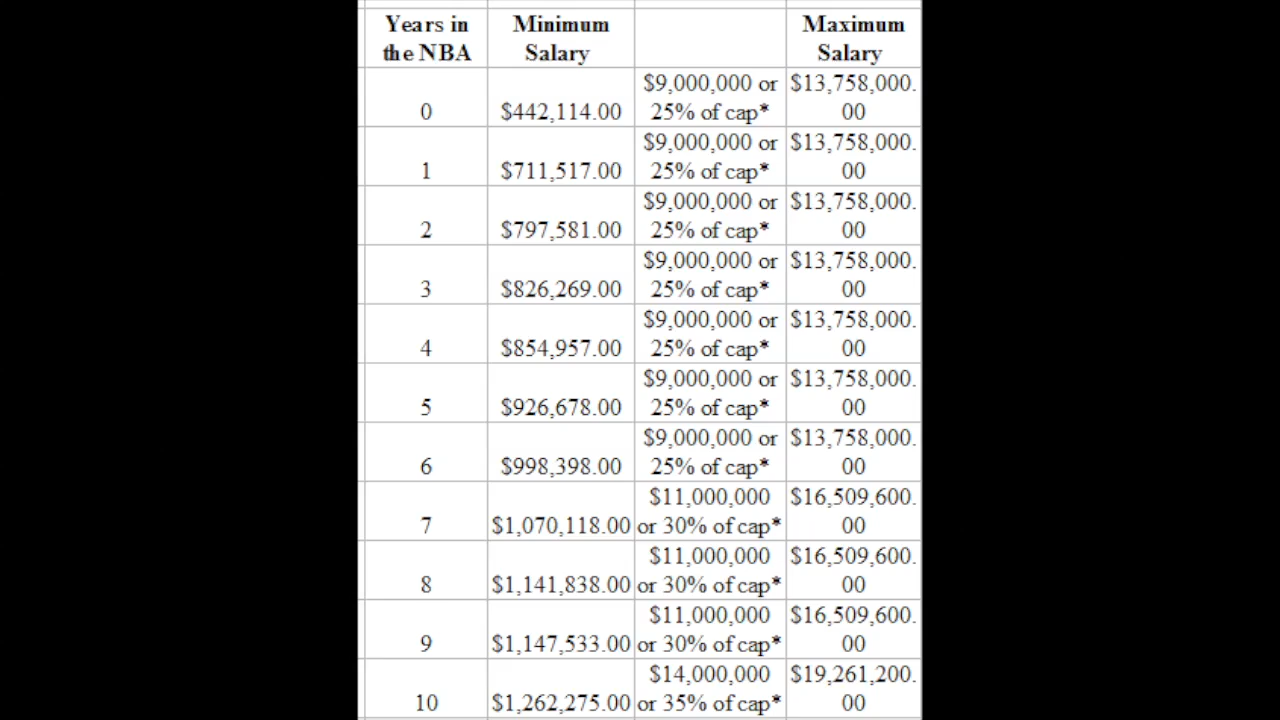 Years in the NBA Minimum Salary Maximum Salary
0 $442,114.00 $9,000,000 or 25% of cap* $13,758,000.00
1 $711,517.00 $9,000,000 or 25% of cap* $13,758,000.00
2 $797,581.00 $9,000,000 or 25% of cap* $13,758,000.00
3 $826,269.00 $9,000,000 or 25% of cap* $13,758,000.00
4 $854,957.00 $9,000,000 or 25% of cap* $13,758,000.00
5 $926,678.00 $9,000,000 or 25% of cap* $13,758,000.00
6 $998,398.00 $9,000,000 or 25% of cap* $13,758,000.00
7 $1,070,118.00 $11,000,000 or 30% of cap* $16,509,600.00
8 $1,141,838.00 $11,000,000 or 30% of cap* $16,509,600.00
9 $1,147,533.00 $11,000,000 or 30% of cap* $16,509,600.00
10 $1,262,275.00 $14,000,000 or 35% of cap* $19,261,200.00